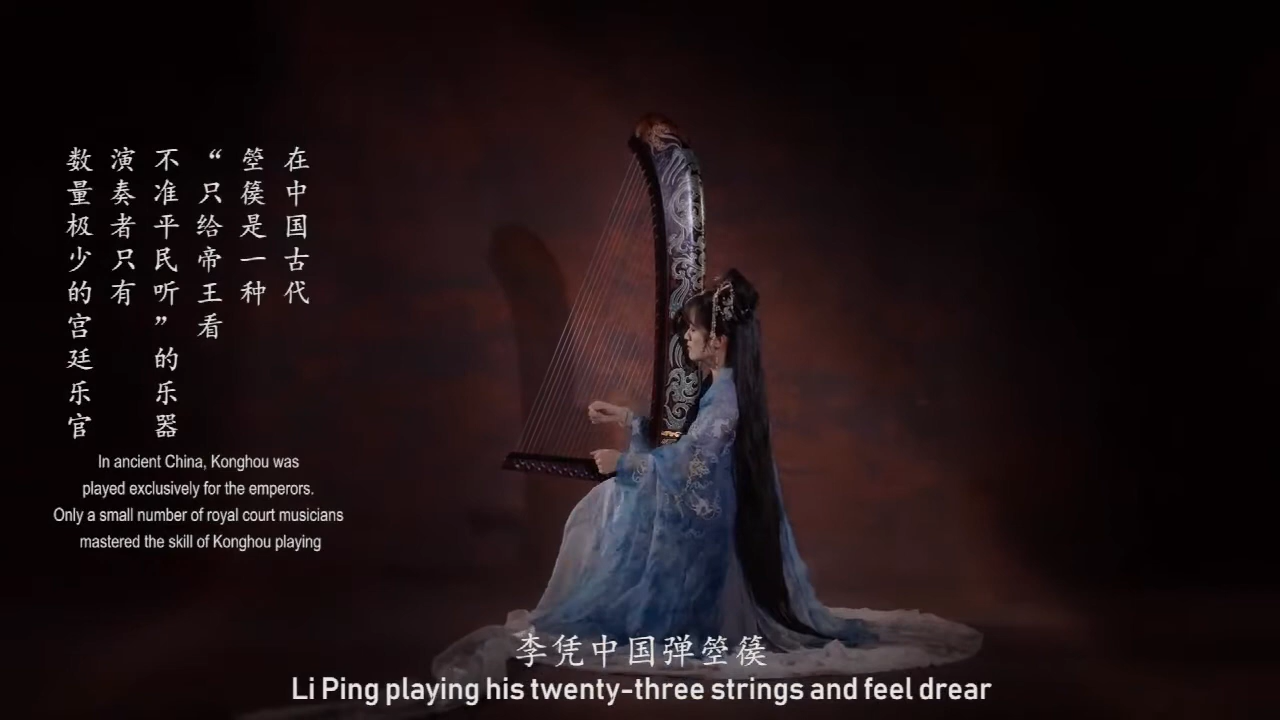 在中国古代
箜篌是一种
“只给帝王看
不准平民听”的乐器
演奏者只有
数量极少的宫廷乐官
In ancient China, Konghou was
played exclusively for the emperors.
Only a small number of royal court musicians
mastered the skill of Konghou playing
李凭中国弹箜篌
Li Ping playing his twenty-three strings and feel drear